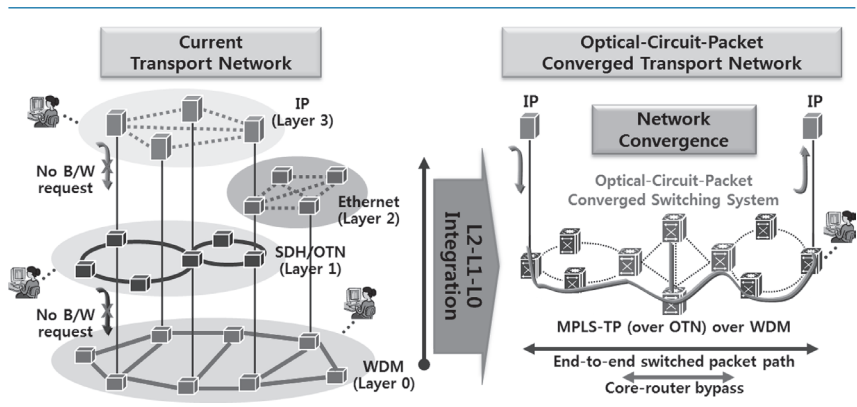 Current
Transport Network
IP
(Layer 3)
No B/W
request
Ethernet
(Layer 2)
SDH/OTN
(Layer 1)
No B/W
request
WDM
(Layer 0)
L2-L1-L0
Integration
Optical-Circuit-Packet
Converged Transport Network
IP
IP
Network
Convergence
Optical-Circuit-Packet
Converged Switching System
MPLS-TP (over OTN) over WDM
End-to-end switched packet path
Core-router bypass